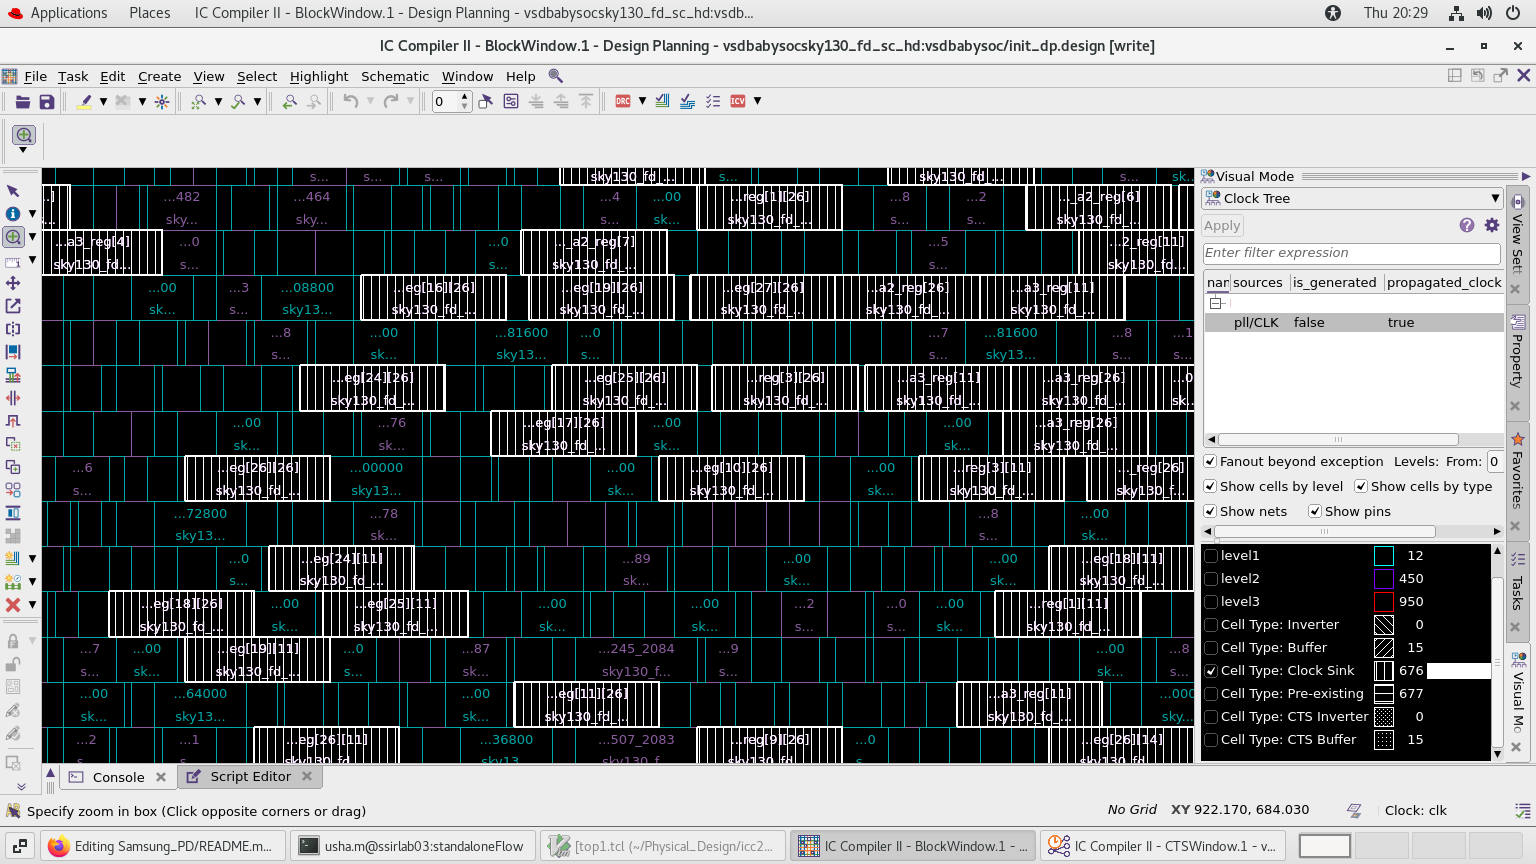 Applications Places IC Compiler II - BlockWindow.1 - Design Planning - vsdbabysocsky130_fd_sc_hd:vsdb... Thu 20:29
IC Compiler II - BlockWindow.1 - Design Planning - vsdbabysocsky130_fd_sc_hd:vsdbabysoc/init_dp.design [write]
File Task Edit Create View Select Highlight Schematic Window Help
0 DRC ICV
s... s... s... sky130_fd_... s... sky130_fd_... s... sk...
...] ...482 ...464 ...4 ...00 ...reg[1][26] ...8 ...2 ..._a2_reg[6]
sky... sky... s... sk... sky130_fd_... s... s... sky130_fd_...
...a3_reg[4] ...0 ...0 ..._a2_reg[7] ...5 ...2_reg[11]
sky130_fd... s... s... sky130_fd_... s... sky130_fd_...
...00 ...3 ...08800 ...eg[16][26] ...eg[19][26] ...eg[27][26] ...a2_reg[26] ...a3_reg[11]
sk... s... sky13... sky130_fd_... sky130_fd_... sky130_fd_... sky130_fd_... sky130_fd_...
...8 ...00 ...81600 ...0 ...7 ...81600 ...8 ...1
s... sk... sky13... s... s... sky13... s... s...
...eg[24][26] ...eg[25][26] ...reg[3][26] ...a3_reg[11] ...a3_reg[26] ...0
sky130_fd_... sky130_fd_... sky130_fd_... sky130_fd_... sky130_fd_... s...
...00 ...76 ...eg[17][26] ...00 ...00 ...a3_reg[26]
sk... sk... sky130_fd_... sk... sk... sky130_fd_...
...6 ...eg[26][26] ...00000 ...00 ...eg[10][26] ...00 ...reg[3][11] ..._reg[26]
s... sky130_fd_... sky13... sk... sky130_fd_... sk... sky130_fd_... sky130_f...
...72800 ...78 ...8 ...00
sky13... sk... s... sk...
...0 ...eg[24][11] ...89 ...00 ...00 ...eg[18][11]
s... sky130_fd_... sk... sk... sk... sky130_fd_...
...eg[18][26] ...00 ...eg[25][11] ...00 ...00 ...2 ...0 ...00 ...reg[1][11]
sky130_fd_... sk... sky130_fd_... sk... sk... s... s... sk... sky130_fd_...
...7 ...00 ...eg[19][11] ...0 ...87 ...245_2084 ...9 ...00 ...8
s... sk... sky130_fd_... s... sk... sky130_f... s... sk... s...
...00 ...64000 ...00 ...eg[11][26] ...a3_reg[11] ...000
sk... sky13... sk... sky130_fd_... sky130_fd_... sky...
...2 ...1 ...eg[26][11] ...36800 ...507_2083 ...reg[9][26] ...0 ...eg[26][14]
s... s... sky130_fd_... sky13... sky130_f... sky130_fd_... s... sky130_fd_...
Visual Mode
Clock Tree
Apply
Enter filter expression
nar sources is_generated propagated_clock
pll/CLK false true
Fanout beyond exception Levels: From: 0
Show cells by level Show cells by type
Show nets Show pins
level1 12
level2 450
level3 950
Cell Type: Inverter 0
Cell Type: Buffer 15
Cell Type: Clock Sink 676
Cell Type: Pre-existing 677
Cell Type: CTS Inverter 0
Cell Type: CTS Buffer 15
View Sett
Property
Favorites
Tasks
Visual Mo
Console Script Editor
Specify zoom in box (Click opposite corners or drag) No Grid XY 922.170, 684.030 Clock: clk
Editing Samsung_PD/README.m... usha.m@ssirlab03:standaloneFlow [top1.tcl (~/Physical_Design/icc2... IC Compiler II - BlockWindow.1 - ... IC Compiler II - CTSWindow.1 - v...